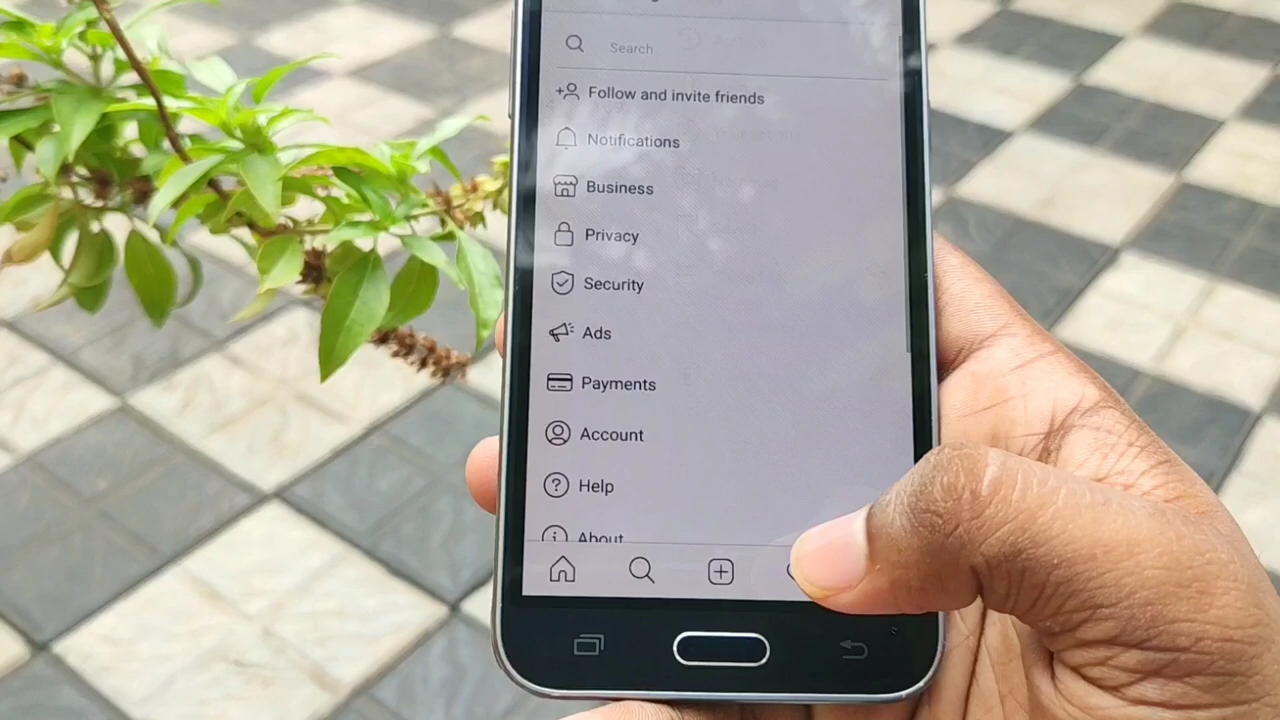 Search
Follow and invite friends
Notifications
Business
Privacy
Security
Ads
Payments
Account
Help
About